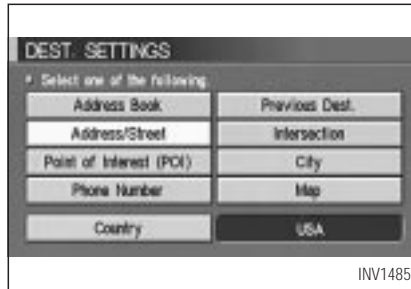 DEST. SETTINGS
Select one of the following.
Address Book
Previous Dest.
Address/Street
Intersection
Point of Interest (POI)
City
Phone Number
Map
Country
USA
INV1485